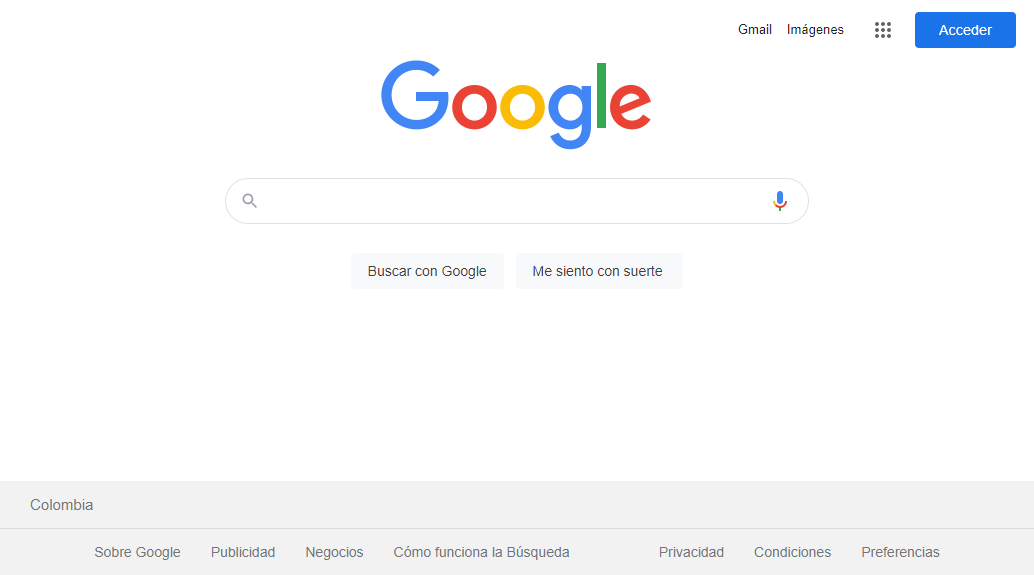 Gmail Imágenes Acceder
Google
Buscar con Google Me siento con suerte
Colombia
Sobre Google Publicidad Negocios Cómo funciona la Búsqueda Privacidad Condiciones Preferencias